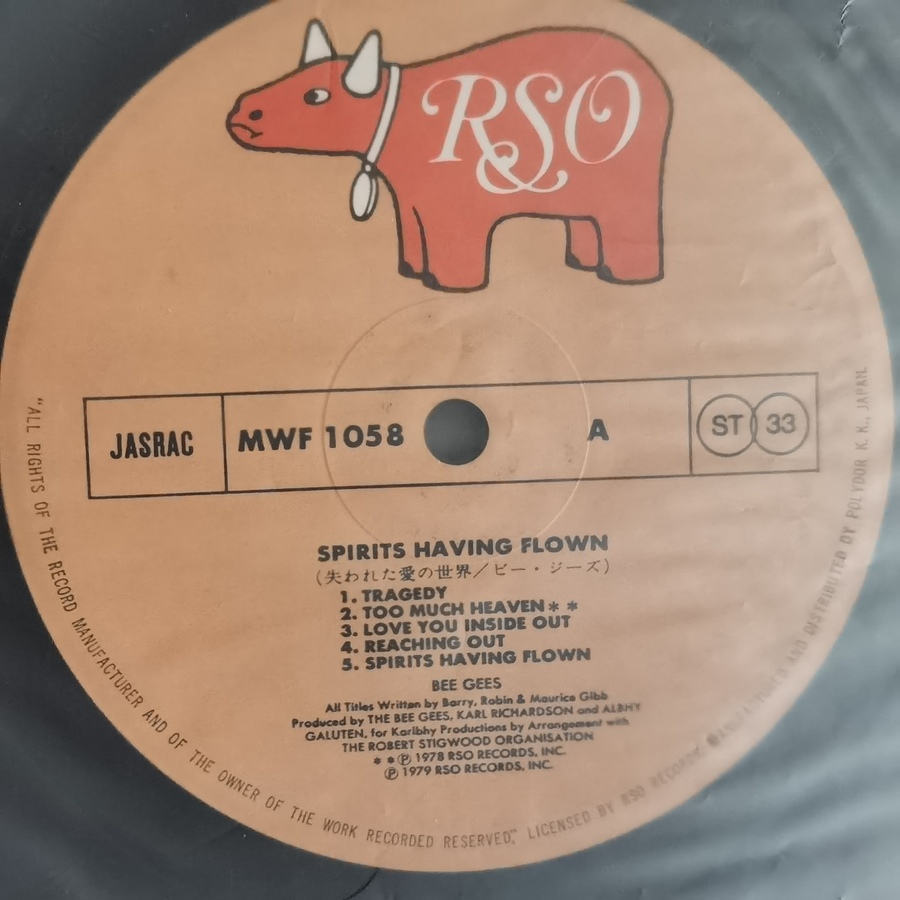 RSO
JASRAC MWF 1058 A ST 33
SPIRITS HAVING FLOWN
(失われた愛の世界/ビー・ジーズ)
1. TRAGEDY
2. TOO MUCH HEAVEN＊＊
3. LOVE YOU INSIDE OUT
4. REACHING OUT
5. SPIRITS HAVING FLOWN
BEE GEES
All Titles Written by Barry, Robin & Maurice Gibb
Produced by THE BEE GEES, KARL RICHARDSON and ALBHY
GALUTEN, for Karlbhy Productions by Arrangement with
THE ROBERT STIGWOOD ORGANISATION
＊＊Ⓟ 1978 RSO RECORDS, INC.
Ⓟ 1979 RSO RECORDS, INC.
"ALL RIGHTS OF THE RECORD MANUFACTURER AND OF THE OWNER OF THE WORK RECORDED RESERVED." LICENSED BY RSO RECORDS. MANUFACTURED AND DISTRIBUTED BY POLYDOR K. K., JAPAN.